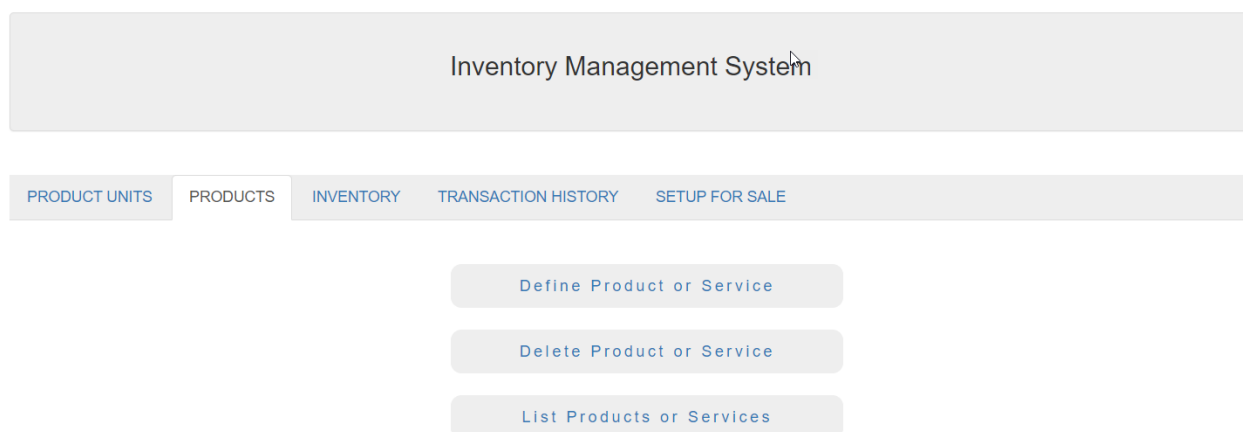 Inventory Management System
PRODUCT UNITS PRODUCTS INVENTORY TRANSACTION HISTORY SETUP FOR SALE
Define Product or Service
Delete Product or Service
List Products or Services